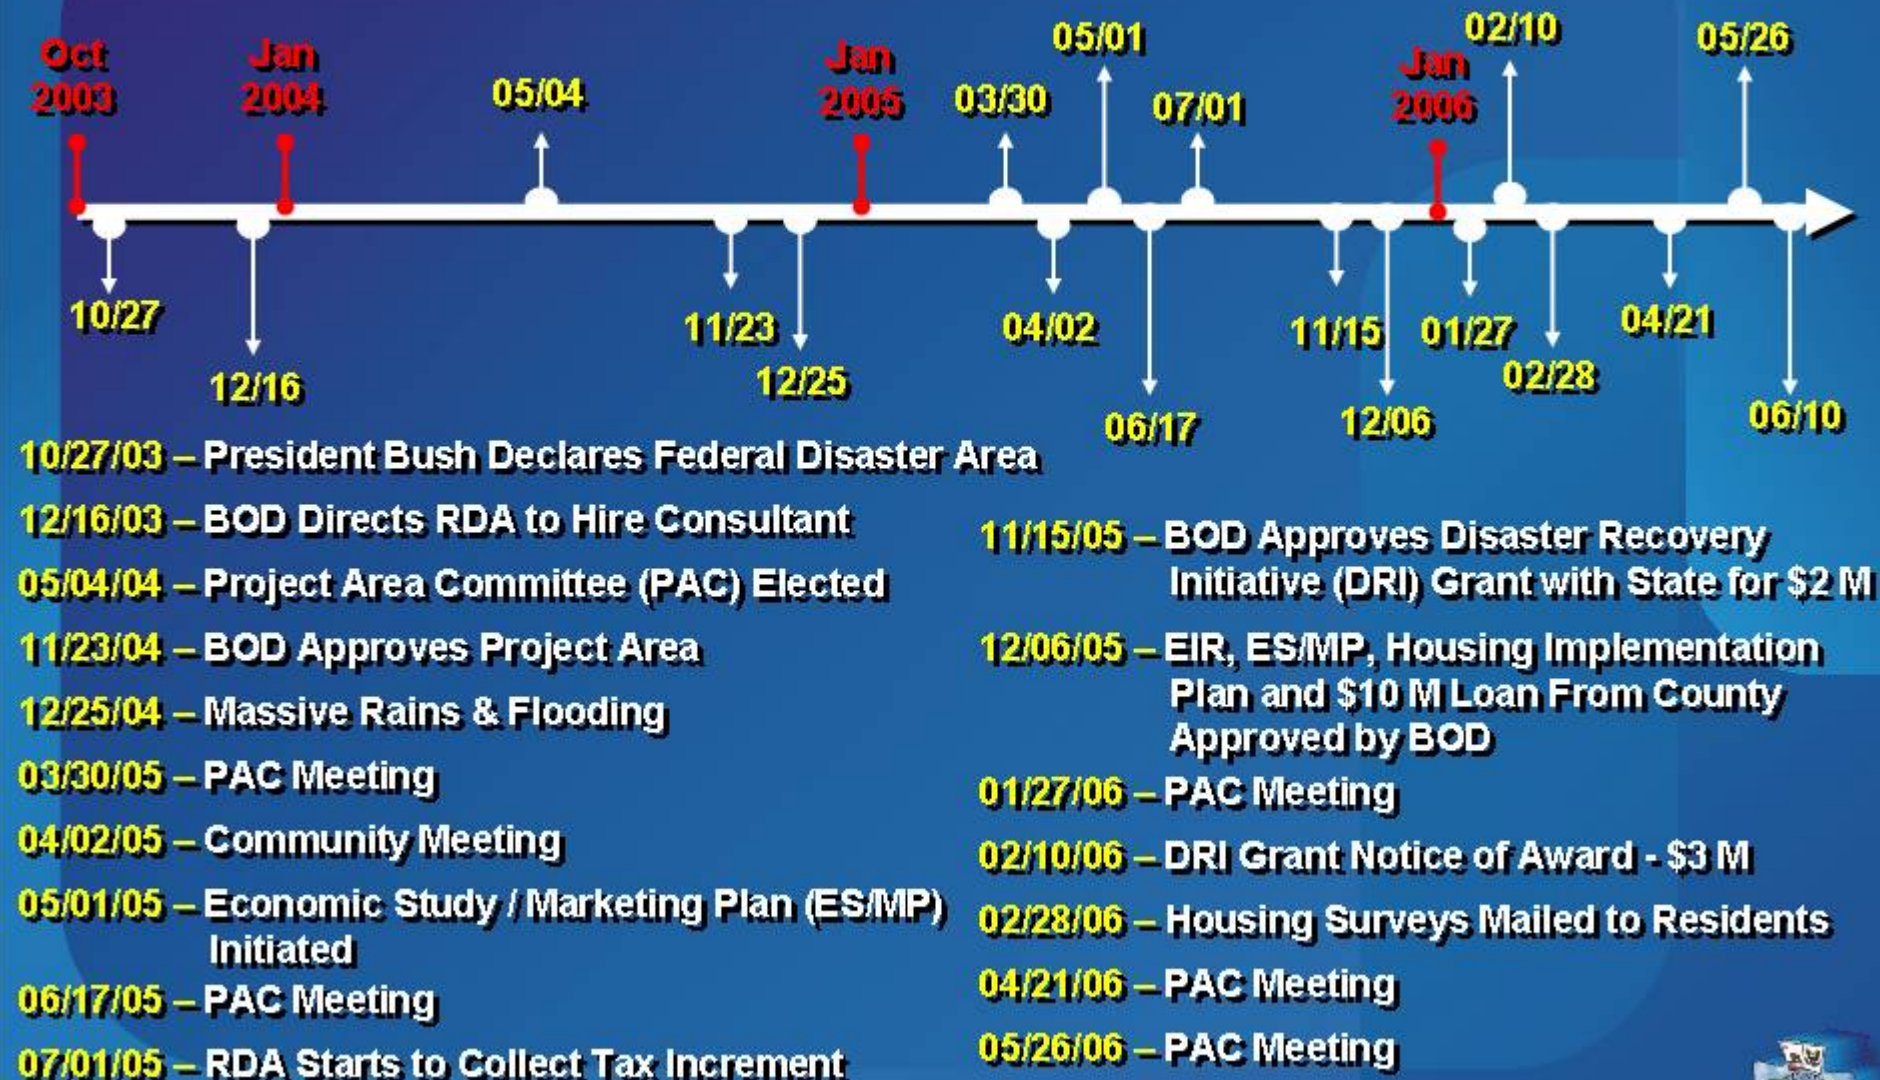 Oct
2003
Jan
2004
05/04
Jan
2005
03/30
05/01
07/01
Jan
2006
02/10
05/26
10/27
12/16
11/23
12/25
04/02
06/17
11/15
12/06
01/27
02/28
04/21
06/10
10/27/03 – President Bush Declares Federal Disaster Area
12/16/03 – BOD Directs RDA to Hire Consultant
05/04/04 – Project Area Committee (PAC) Elected
11/23/04 – BOD Approves Project Area
12/25/04 – Massive Rains & Flooding
03/30/05 – PAC Meeting
04/02/05 – Community Meeting
05/01/05 – Economic Study / Marketing Plan (ES/MP)
Initiated
06/17/05 – PAC Meeting
07/01/05 – RDA Starts to Collect Tax Increment
11/15/05 – BOD Approves Disaster Recovery
Initiative (DRI) Grant with State for $2 M
12/06/05 – EIR, ES/MP, Housing Implementation
Plan and $10 M Loan From County
Approved by BOD
01/27/06 – PAC Meeting
02/10/06 – DRI Grant Notice of Award - $3 M
02/28/06 – Housing Surveys Mailed to Residents
04/21/06 – PAC Meeting
05/26/06 – PAC Meeting